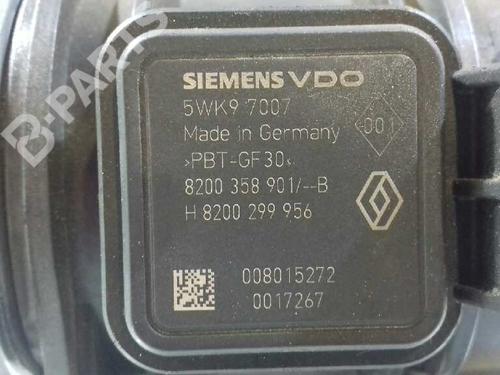 B-PARTS
SIEMENS VDO
5WK9 7007
Made in Germany
-001
>PBT-GF30<
8200 358 901/--B
H 8200 299 956
008015272
0017267